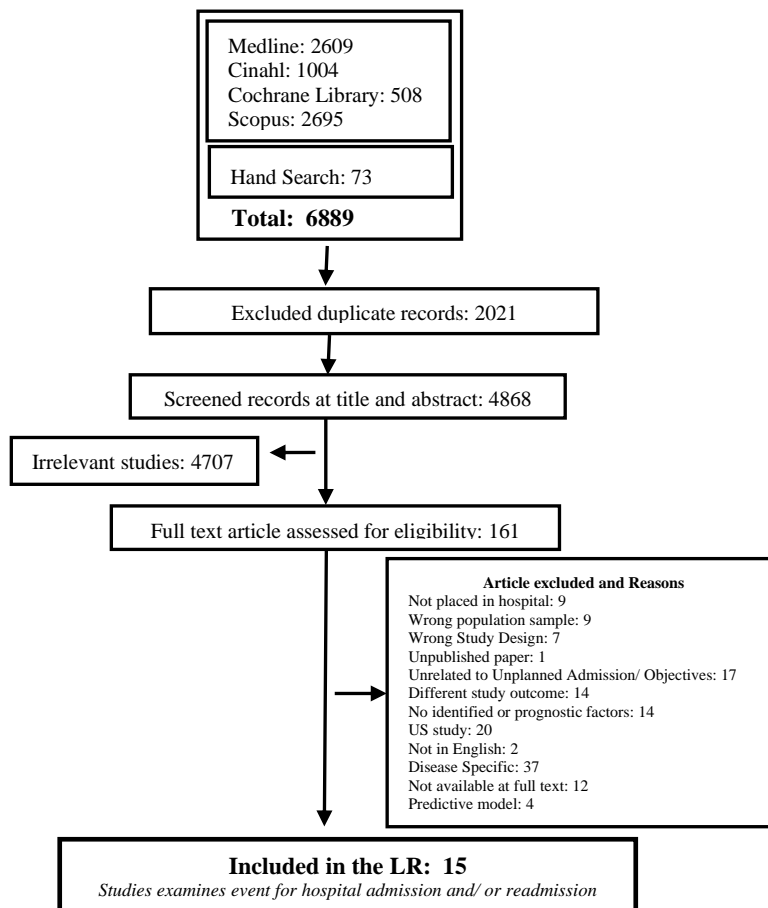 Medline: 2609
Cinahl: 1004
Cochrane Library: 508
Scopus: 2695
Hand Search: 73
Total: 6889
Excluded duplicate records: 2021
Screened records at title and abstract: 4868
Irrelevant studies: 4707
Full text article assessed for eligibility: 161
Article excluded and Reasons
Not placed in hospital: 9
Wrong population sample: 9
Wrong Study Design: 7
Unpublished paper: 1
Unrelated to Unplanned Admission/ Objectives: 17
Different study outcome: 14
No identified or prognostic factors: 14
US study: 20
Not in English: 2
Disease Specific: 37
Not available at full text: 12
Predictive model: 4
Included in the LR: 15
Studies examines event for hospital admission and/ or readmission